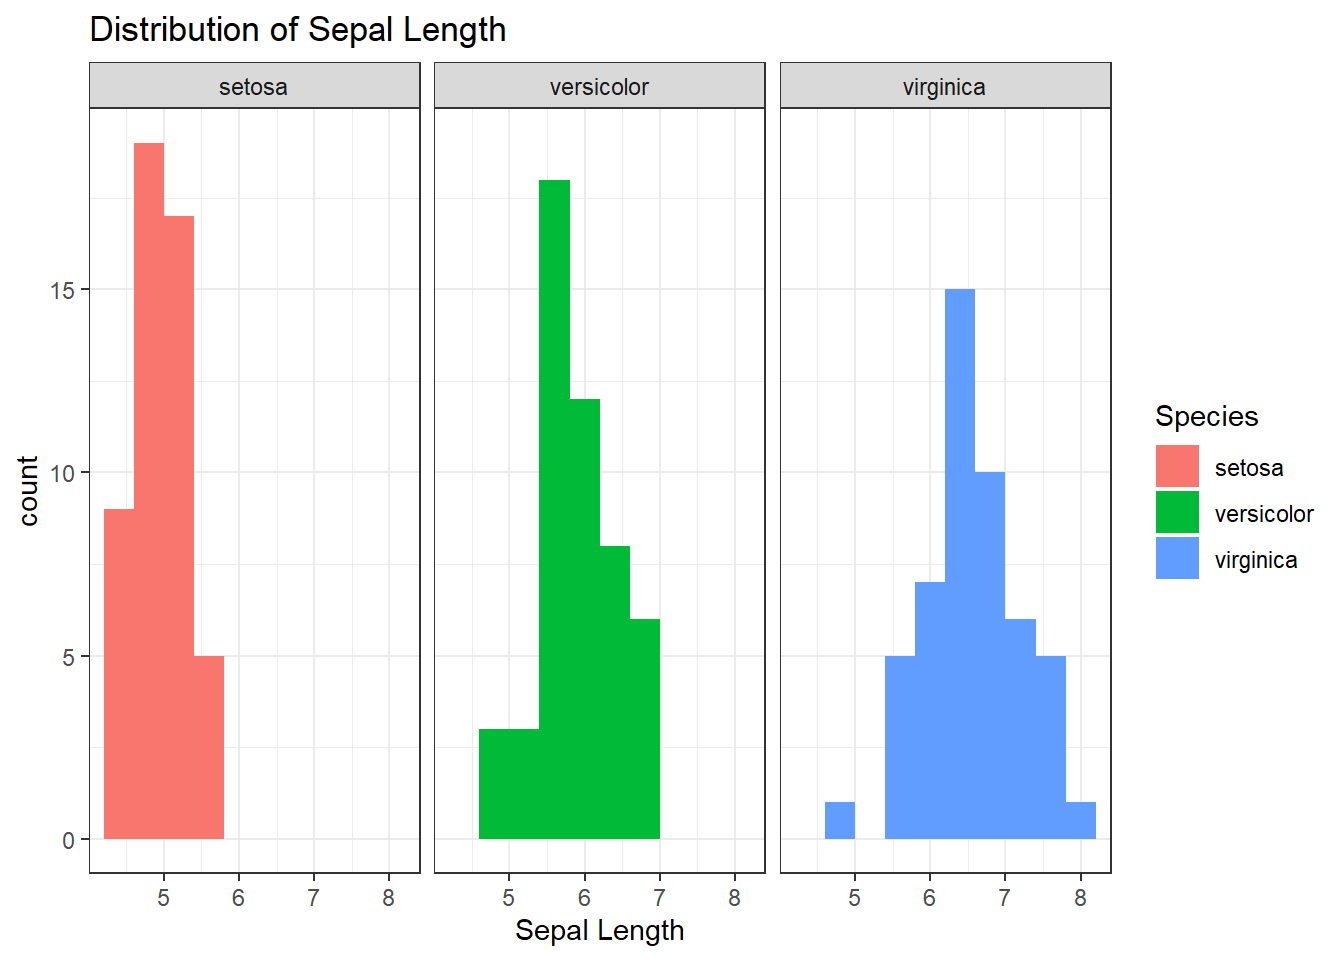 Distribution of Sepal Length
setosa
versicolor
virginica
15
10
5
0
count
5 6 7 8
5 6 7 8
5 6 7 8
Sepal Length
Species
setosa
versicolor
virginica